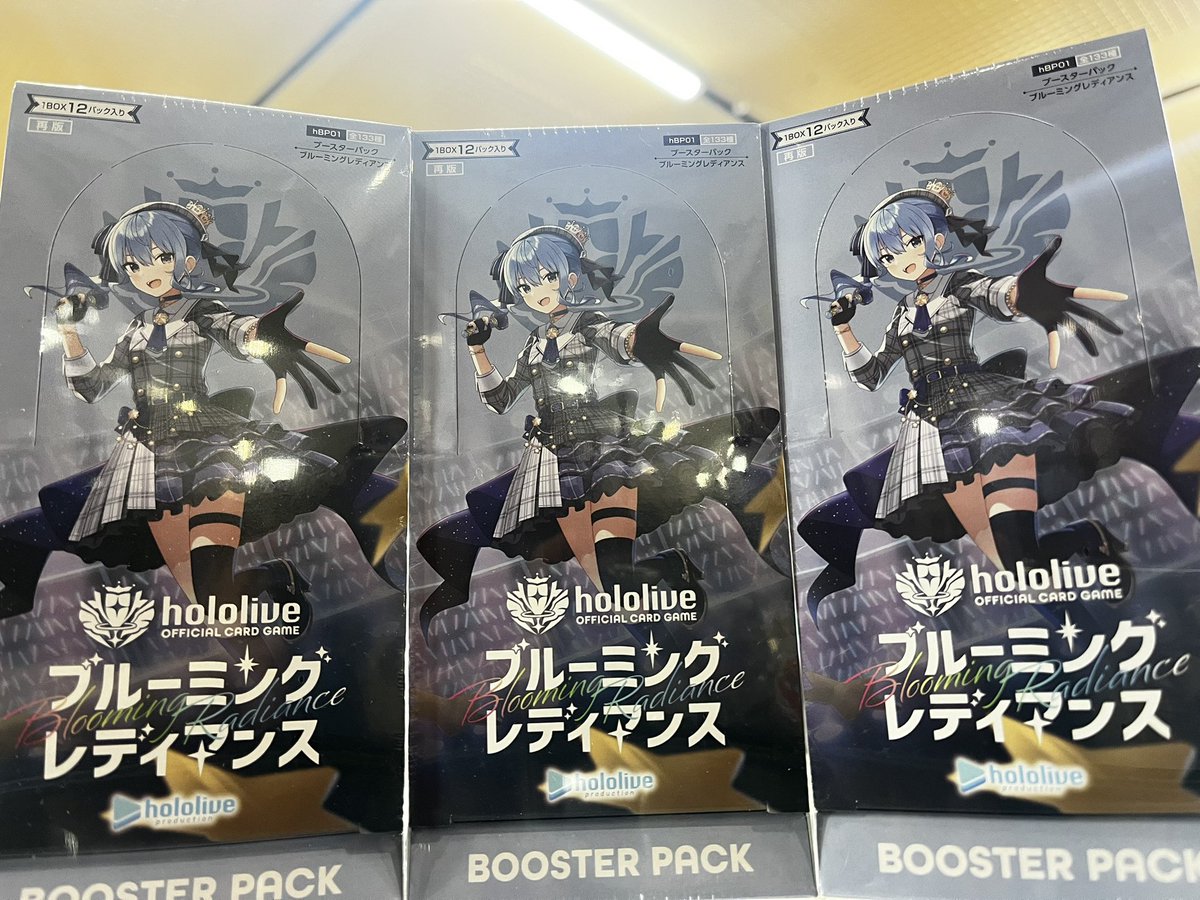 1BOX12パック入り
再版
hBP01 全133種
ブースターパック
ブルーミングレディアンス
hololive
OFFICIAL CARD GAME
ブルーミング
Blooming Radiance
レディアンス
hololive
production
BOOSTER PACK
1BOX12パック入り
再版
hBP01 全133種
ブースターパック
ブルーミングレディアンス
hololive
OFFICIAL CARD GAME
ブルーミング
Blooming Radiance
レディアンス
hololive
production
BOOSTER PACK
1BOX12パック入り
再版
hBP01 全133種
ブースターパック
ブルーミングレディアンス
hololive
OFFICIAL CARD GAME
ブルーミング
Blooming Radiance
レディアンス
hololive
production
BOOSTER PACK